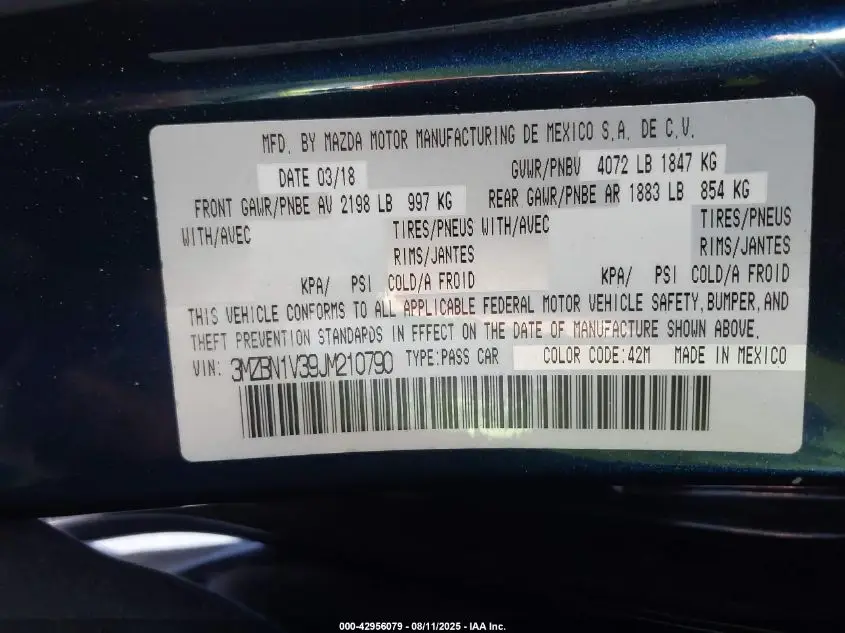 MFD. BY MAZDA MOTOR MANUFACTURING DE MEXICO S.A. DE C.V.
DATE 03/18 GVWR/PNBV 4072 LB 1847 KG
FRONT GAWR/PNBE AV 2198 LB 997 KG REAR GAWR/PNBE AR 1883 LB 854 KG
WITH/AVEC TIRES/PNEUS WITH/AVEC TIRES/PNEUS
RIMS/JANTES RIMS/JANTES
KPA/ PSI COLD/A FROID KPA/ PSI COLD/A FROID
THIS VEHICLE CONFORMS TO ALL APPLICABLE FEDERAL MOTOR VEHICLE SAFETY, BUMPER, AND
THEFT PREVENTION STANDARDS IN EFFECT ON THE DATE OF MANUFACTURE SHOWN ABOVE.
VIN: 3MZBN1V39JM210790 TYPE:PASS CAR COLOR CODE:42M MADE IN MEXICO
000-42956079 - 08/11/2025 - IAA Inc.